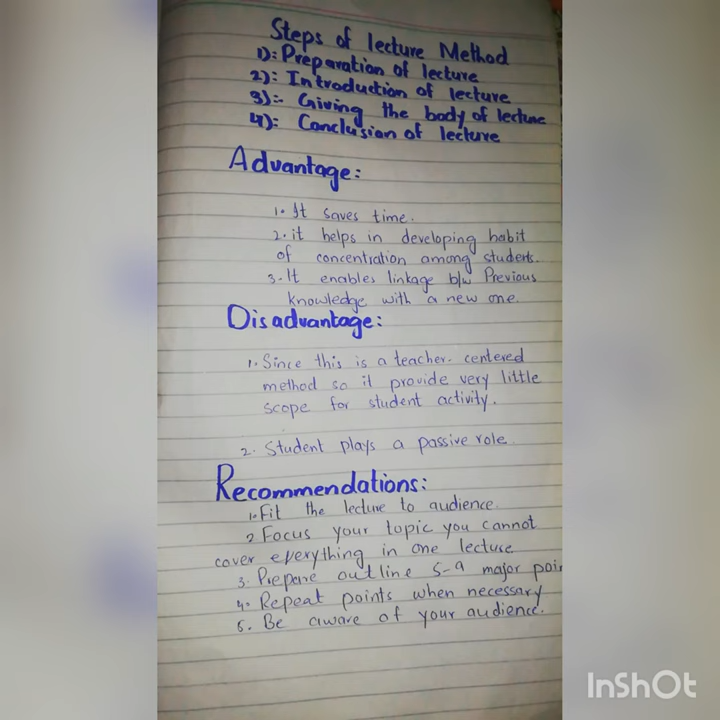 Steps of lecture Method
1):Preparation of lecture
2): Introduction of lecture
3):- Giving the body of lecture
4): Conclusion of lecture
Advantage:
1. It saves time.
2. it helps in developing habit
of concentration among students.
3. It enables linkage b/w Previous
knowledge with a new one.
Disadvantage:
1. Since this is a teacher-centered
method so it provide very little
scope for student activity.
2. Student plays a passive role
Recommendations:
1. Fit the lecture to audience.
2 Focus your topic you cannot
cover everything in one lecture
3. Prepare outline 5-9 major poin
4. Repeat points when necessary
5. Be aware of your audience.
InShOt